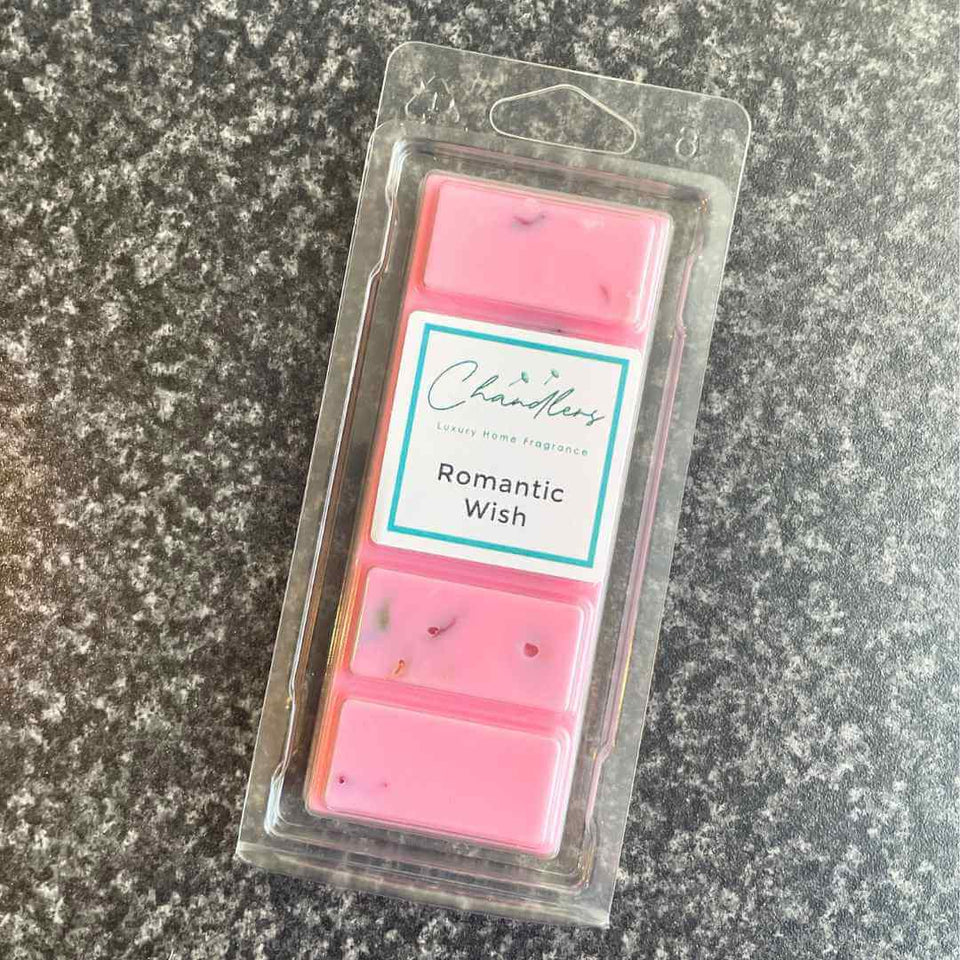 Chandlers
Luxury Home Fragrance
Romantic
Wish